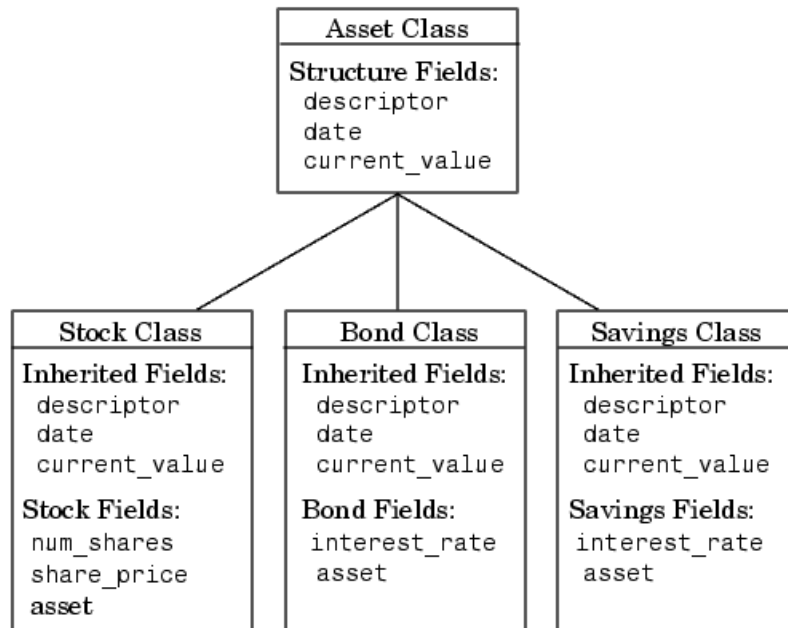 Asset Class
Structure Fields:
descriptor
date
current_value
Stock Class
Inherited Fields:
descriptor
date
current_value
Stock Fields:
num_shares
share_price
asset
Bond Class
Inherited Fields:
descriptor
date
current_value
Bond Fields:
interest_rate
asset
Savings Class
Inherited Fields:
descriptor
date
current_value
Savings Fields:
interest_rate
asset